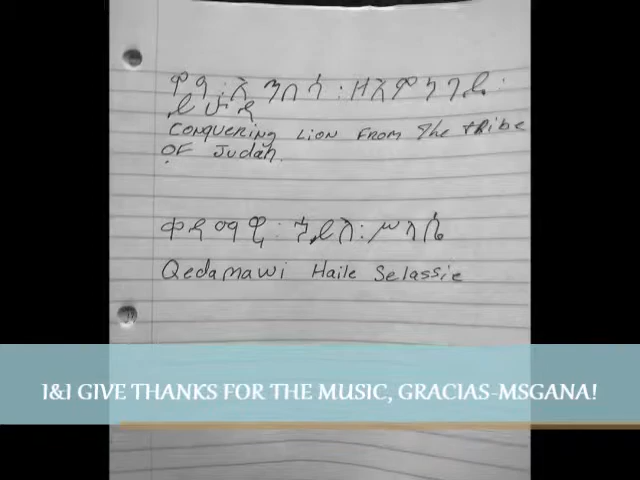 ይሁዳ
CONQUERING LION FROM The tRiBe
OF Judah.
ቀዳማዊ : ኃይለ : ሥላሴ
Qedamawi Haile Selassie
I&I GIVE THANKS FOR THE MUSIC, GRACIAS-MSGANA!